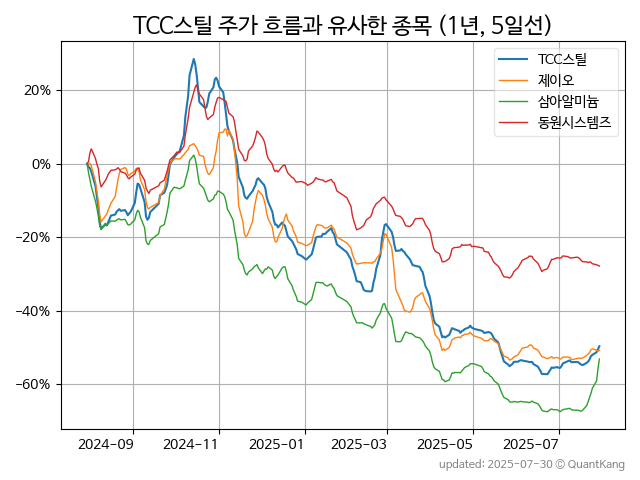 TCC스틸 주가 흐름과 유사한 종목 (1년, 5일선)
TCC스틸
제이오
삼아알미늄
동원시스템즈
20%
0%
−20%
−40%
−60%
2024-09
2024-11
2025-01
2025-03
2025-05
2025-07
updated: 2025-07-30 © QuantKang